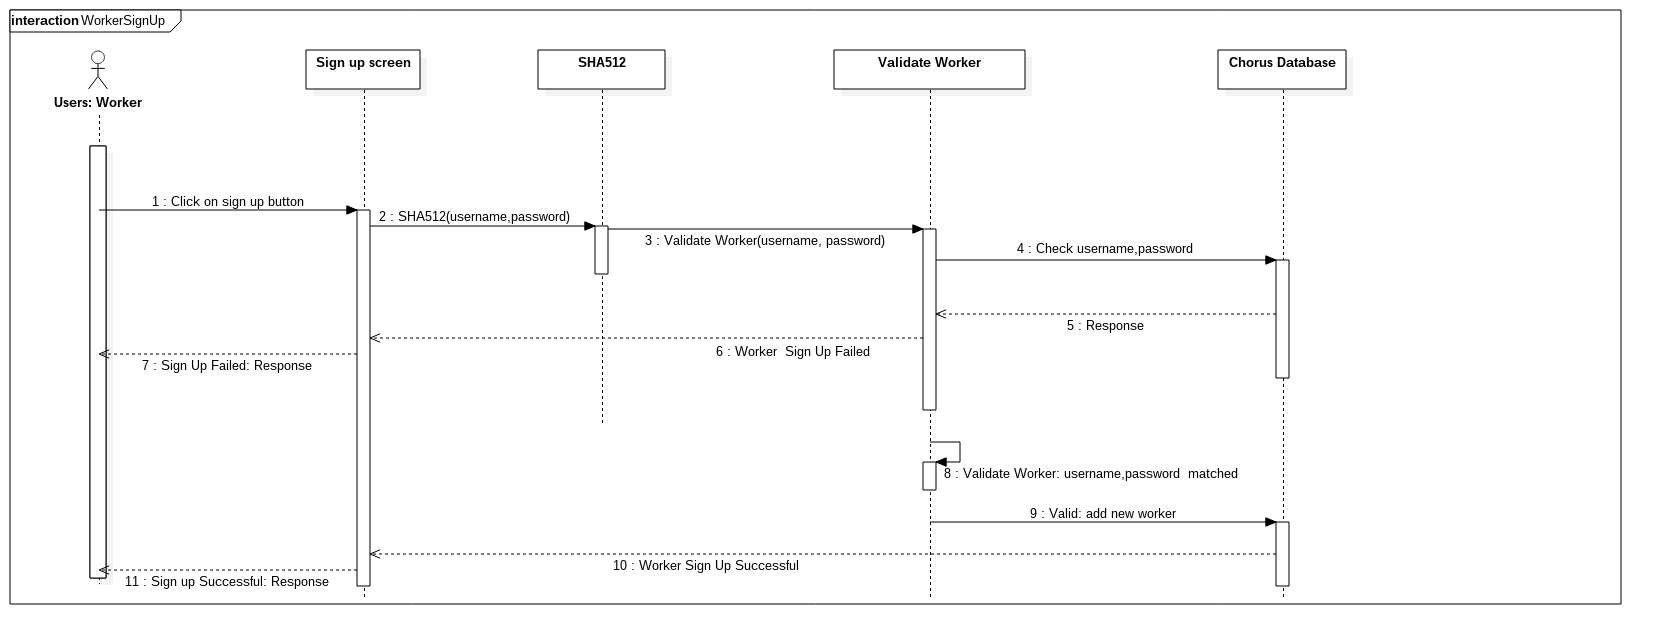 interaction WorkerSignUp
Users: Worker
Sign up screen
SHA512
Validate Worker
Chorus Database
1 : Click on sign up button
2 : SHA512(username,password)
3 : Validate Worker(username, password)
4 : Check username,password
5 : Response
6 : Worker  Sign Up Failed
7 : Sign Up Failed: Response
8 : Validate Worker: username,password  matched
9 : Valid: add new worker
10 : Worker Sign Up Successful
11 : Sign up Successful: Response